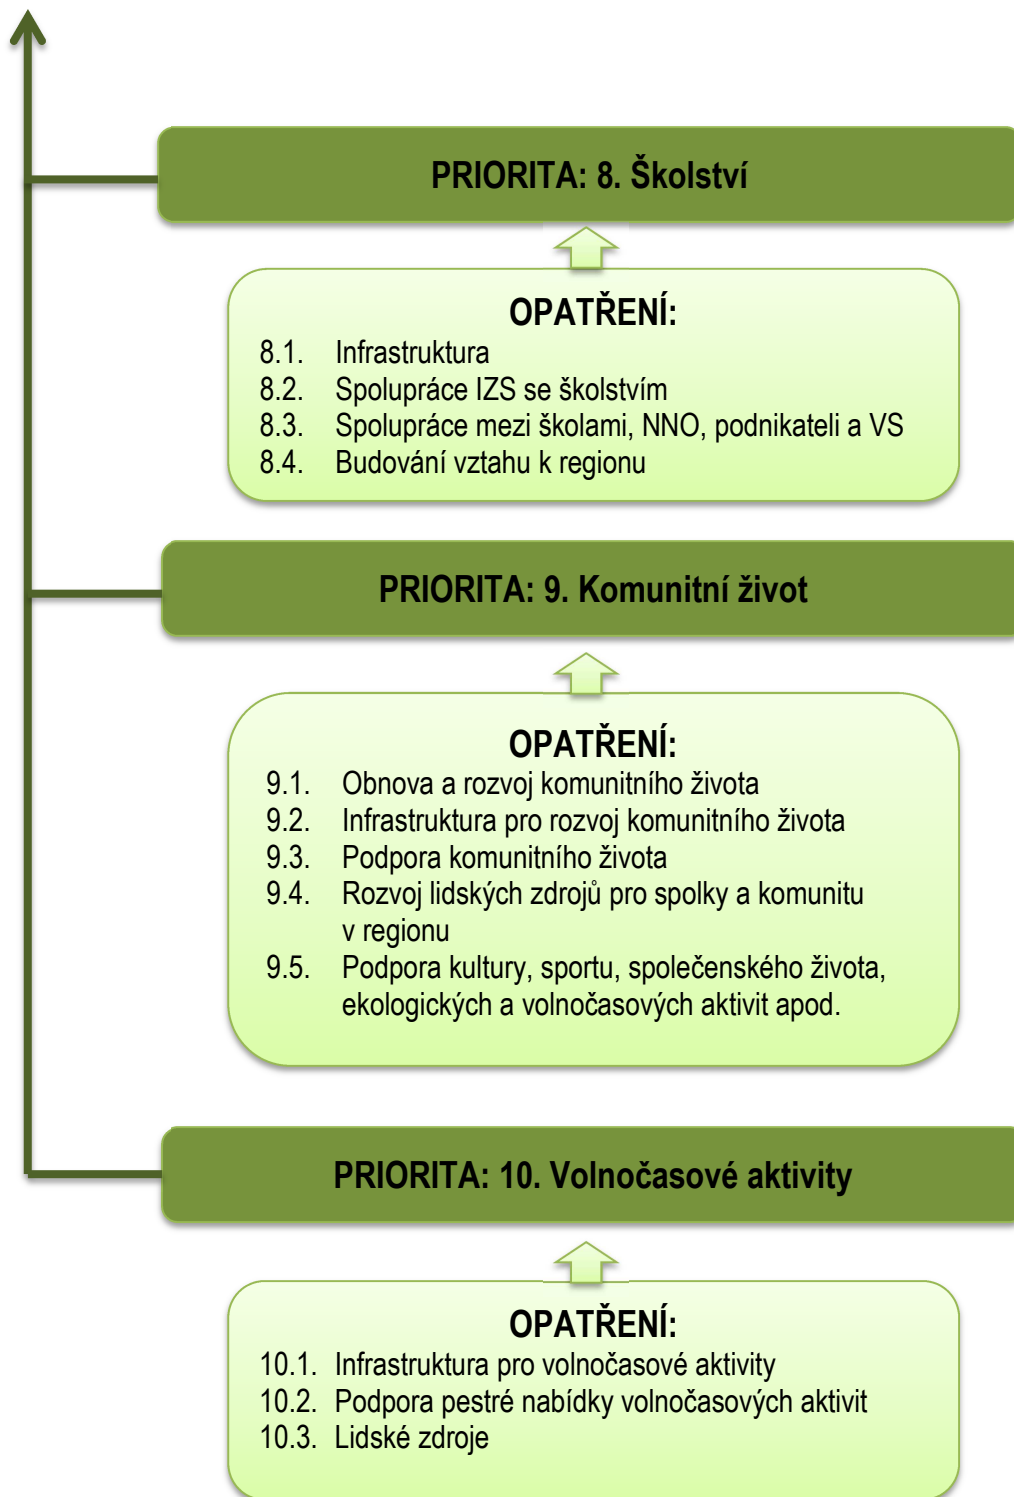 PRIORITA: 8. Školství
OPATŘENÍ:
8.1. Infrastruktura
8.2. Spolupráce IZS se školstvím
8.3. Spolupráce mezi školami, NNO, podnikateli a VS
8.4. Budování vztahu k regionu
PRIORITA: 9. Komunitní život
OPATŘENÍ:
9.1. Obnova a rozvoj komunitního života
9.2. Infrastruktura pro rozvoj komunitního života
9.3. Podpora komunitního života
9.4. Rozvoj lidských zdrojů pro spolky a komunitu
v regionu
9.5. Podpora kultury, sportu, společenského života,
ekologických a volnočasových aktivit apod.
PRIORITA: 10. Volnočasové aktivity
OPATŘENÍ:
10.1. Infrastruktura pro volnočasové aktivity
10.2. Podpora pestré nabídky volnočasových aktivit
10.3. Lidské zdroje